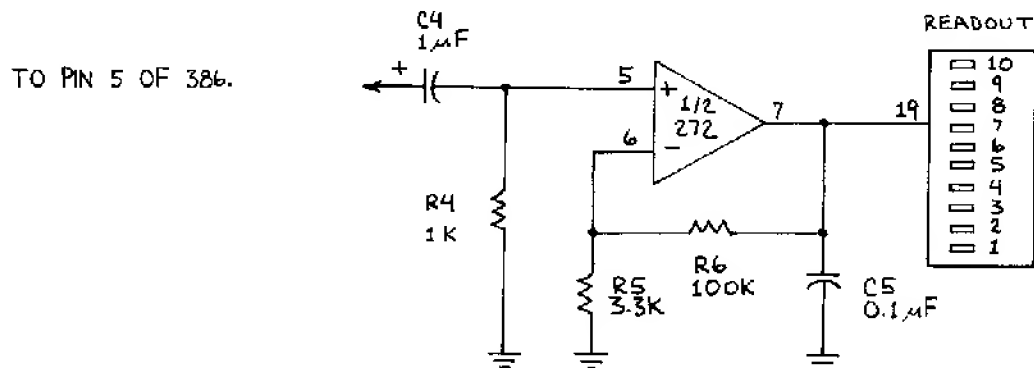 C4
1µF
READOUT
TO PIN 5 OF 386.
+
5
+
1/2
272
7
6
−
19
10
9
8
7
6
5
4
3
2
1
R4
1K
R5
3.3K
R6
100K
C5
0.1µF